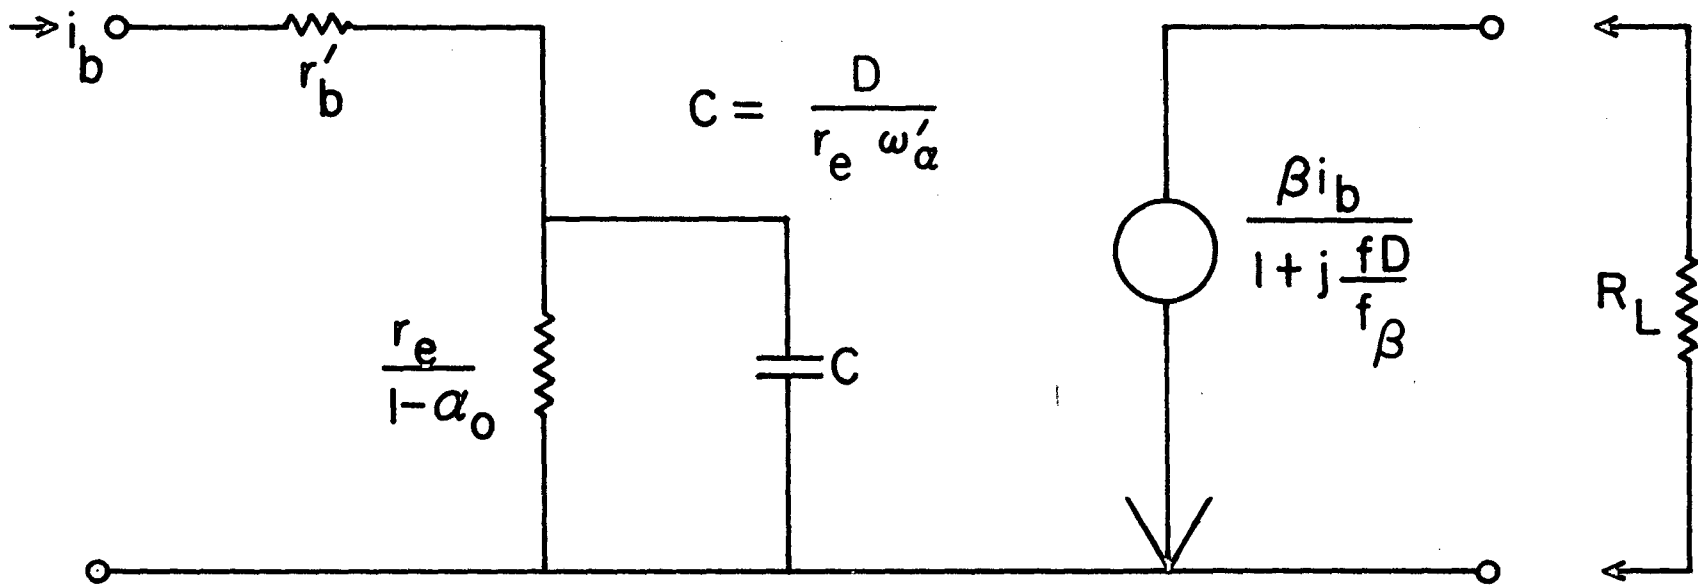 i_b
r'_b
C = D / (r_e ω'_α)
r_e / (1-α_o)
C
βi_b / (1 + j fD / f_β)
R_L